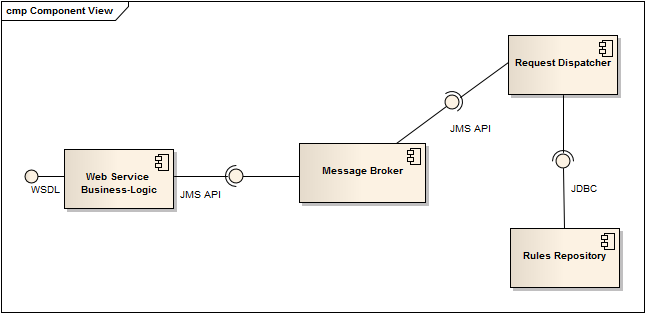 cmp Component View
Request Dispatcher
JMS API
Message Broker
Web Service
Business-Logic
WSDL
JMS API
JDBC
Rules Repository